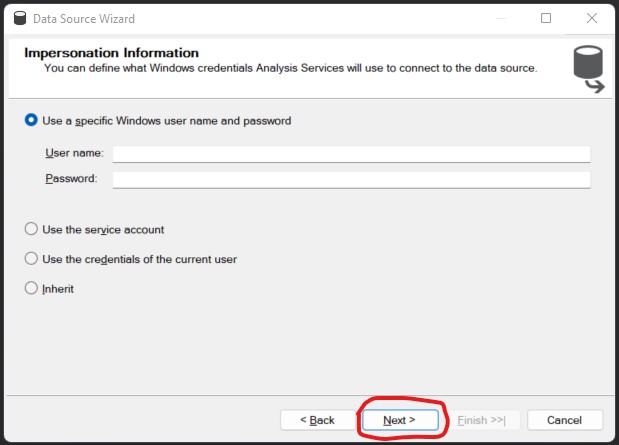 Data Source Wizard
Impersonation Information
You can define what Windows credentials Analysis Services will use to connect to the data source.
Use a specific Windows user name and password
User name:
Password:
Use the service account
Use the credentials of the current user
Inherit
< Back
Next >
Finish >>|
Cancel